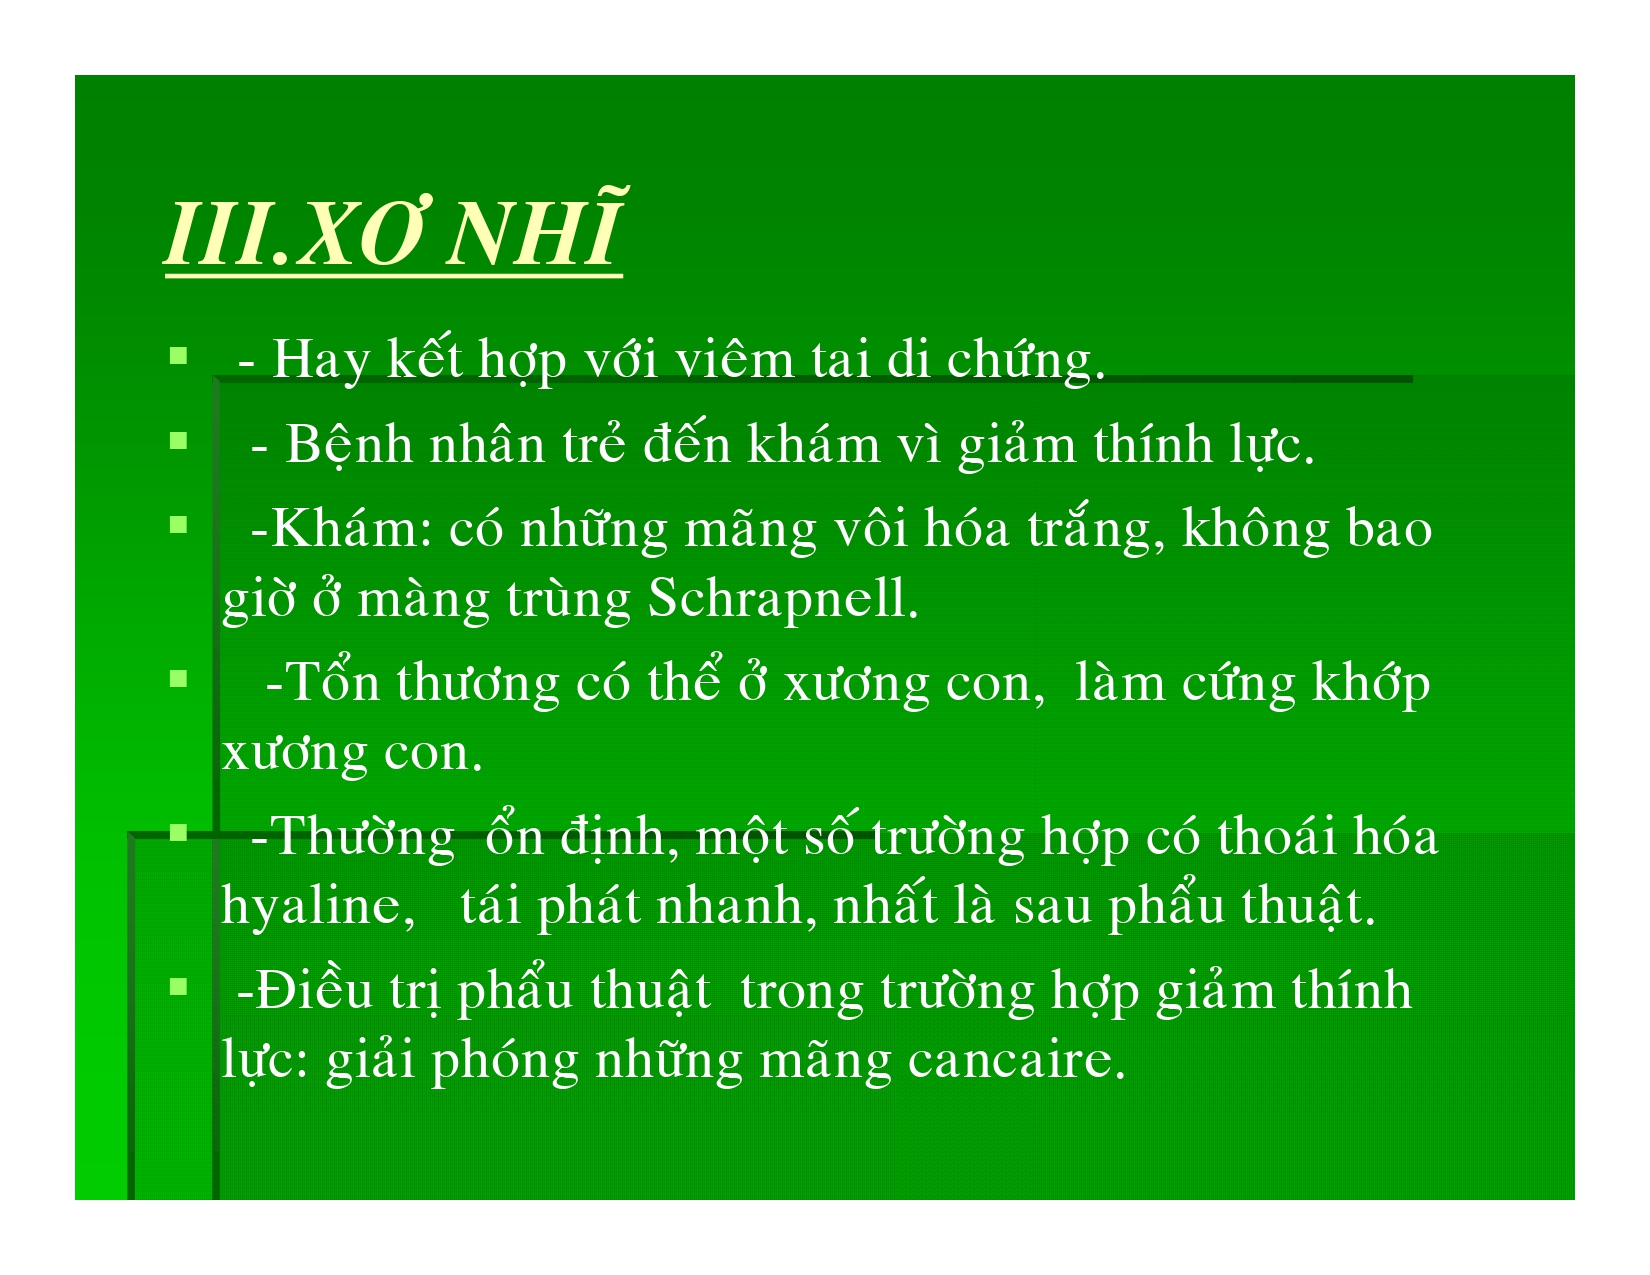 III.XƠ NHĨ
- Hay kết hợp với viêm tai di chứng.
- Bệnh nhân trẻ đến khám vì giảm thính lực.
-Khám: có những mãng vôi hóa trắng, không bao
giờ ở màng trùng Schrapnell.
-Tổn thương có thể ở xương con, làm cứng khớp
xương con.
-Thường ổn định, một số trường hợp có thoái hóa
hyaline, tái phát nhanh, nhất là sau phẩu thuật.
-Điều trị phẩu thuật trong trường hợp giảm thính
lực: giải phóng những mãng cancaire.